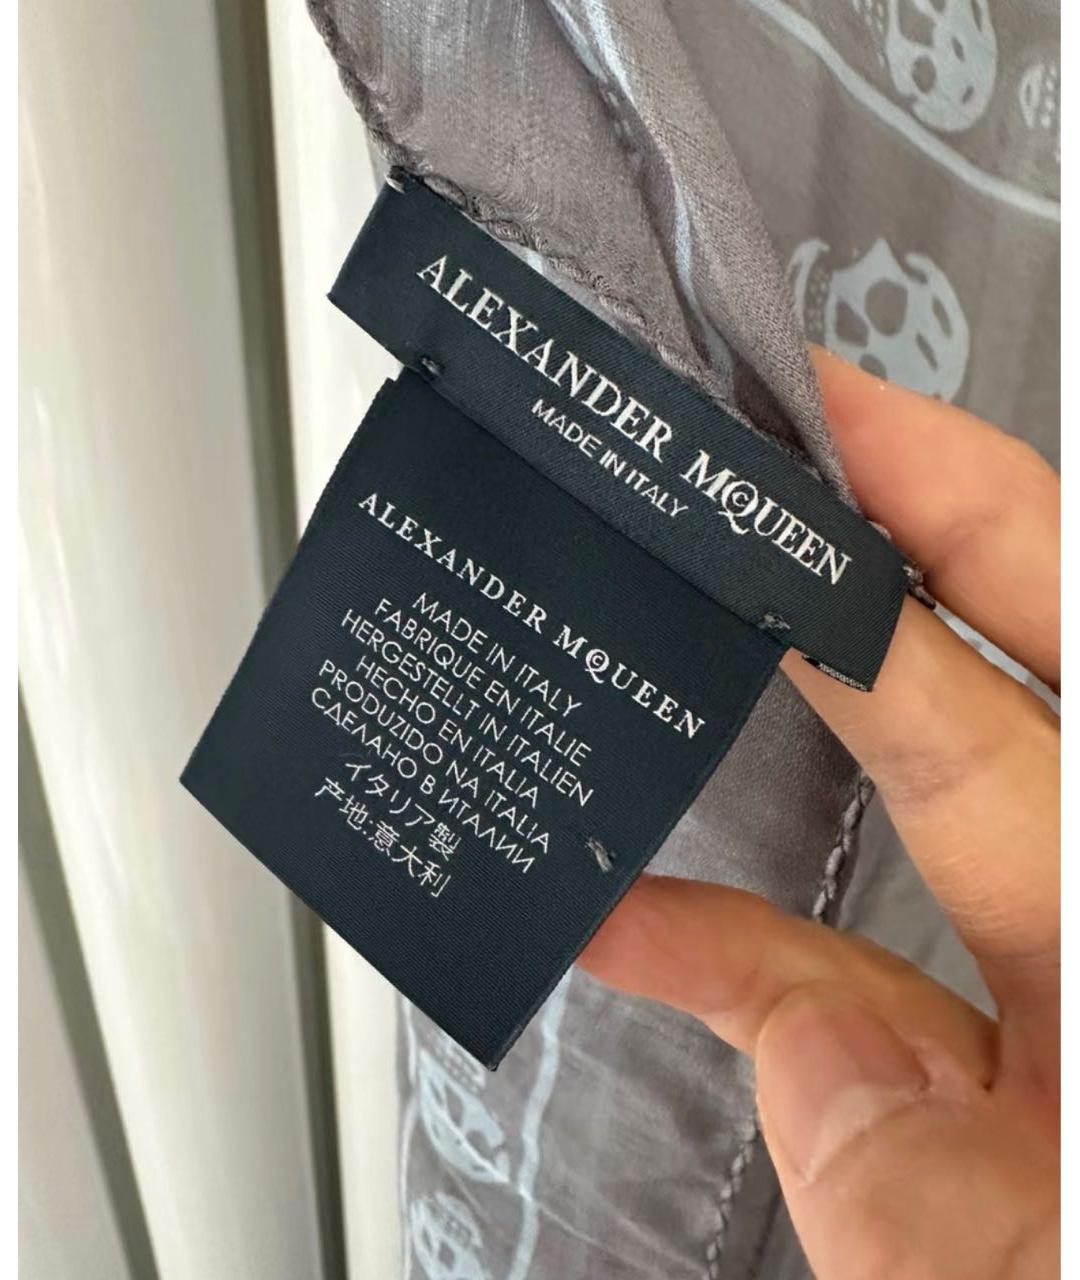 ALEXANDER MCQUEEN
MADE IN ITALY
ALEXANDER MCQUEEN
MADE IN ITALY
FABRIQUE EN ITALIE
HERGESTELLT IN ITALIEN
HECHO EN ITALIA
PRODUZIDO NA ITALIA
СДЕЛАНО В ИТАЛИИ
イタリア製
产地:意大利